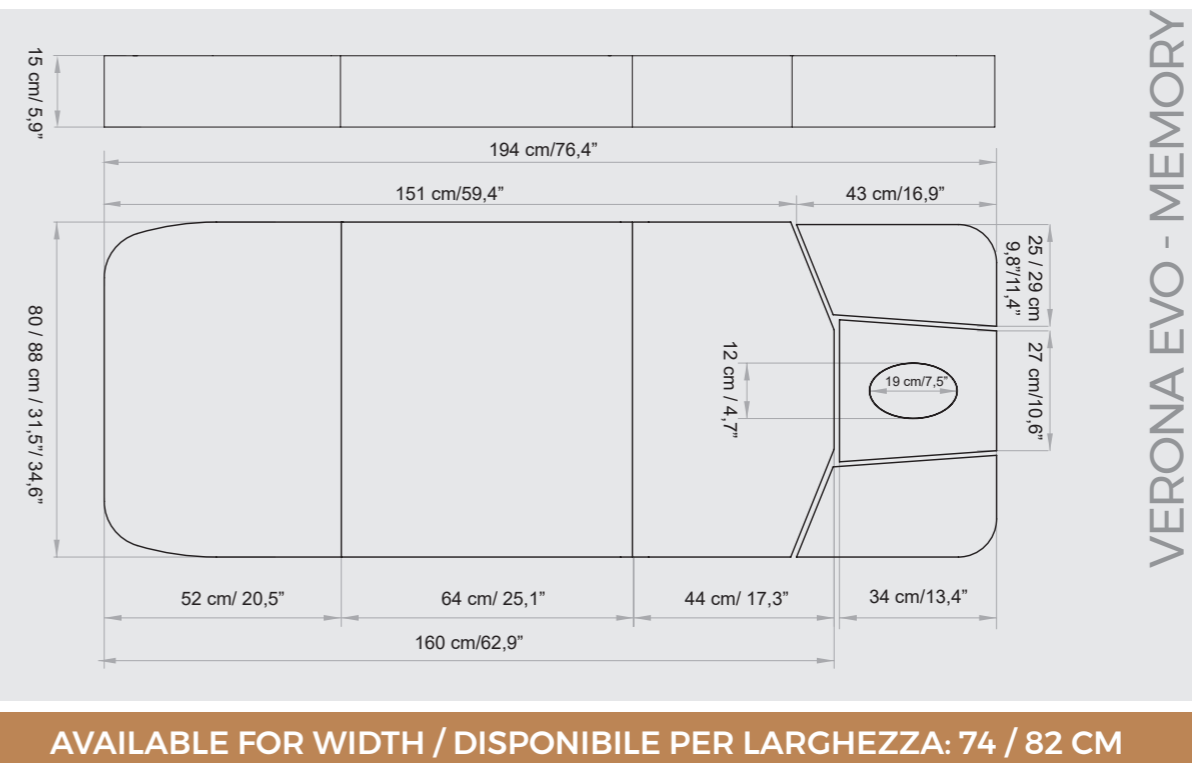 15 cm/ 5,9”
194 cm/76,4”
151 cm/59,4”
43 cm/16,9”
25 / 29 cm
9,8”/11,4”
80 / 88 cm / 31,5”/ 34,6”
12 cm / 4,7”
19 cm/7,5”
27 cm/10,6”
52 cm/ 20,5”
64 cm/ 25,1”
44 cm/ 17,3”
34 cm/13,4”
160 cm/62,9”
VERONA EVO - MEMORY
AVAILABLE FOR WIDTH / DISPONIBILE PER LARGHEZZA: 74 / 82 CM